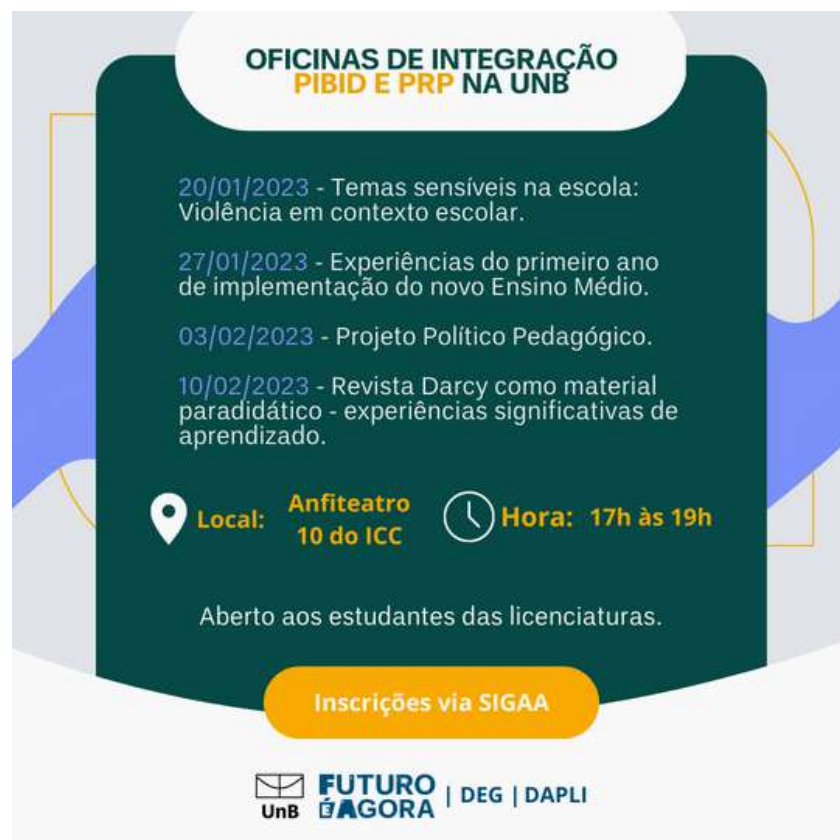 OFICINAS DE INTEGRAÇÃO
PIBID E PRP NA UNB
20/01/2023 - Temas sensíveis na escola:
Violência em contexto escolar.
27/01/2023 - Experiências do primeiro ano
de implementação do novo Ensino Médio.
03/02/2023 - Projeto Político Pedagógico.
10/02/2023 - Revista Darcy como material
paradidático - experiências significativas de
aprendizado.
Local: Anfiteatro
10 do ICC
Hora: 17h às 19h
Aberto aos estudantes das licenciaturas.
Inscrições via SIGAA
UnB
FUTURO
É AGORA
| DEG | DAPLI